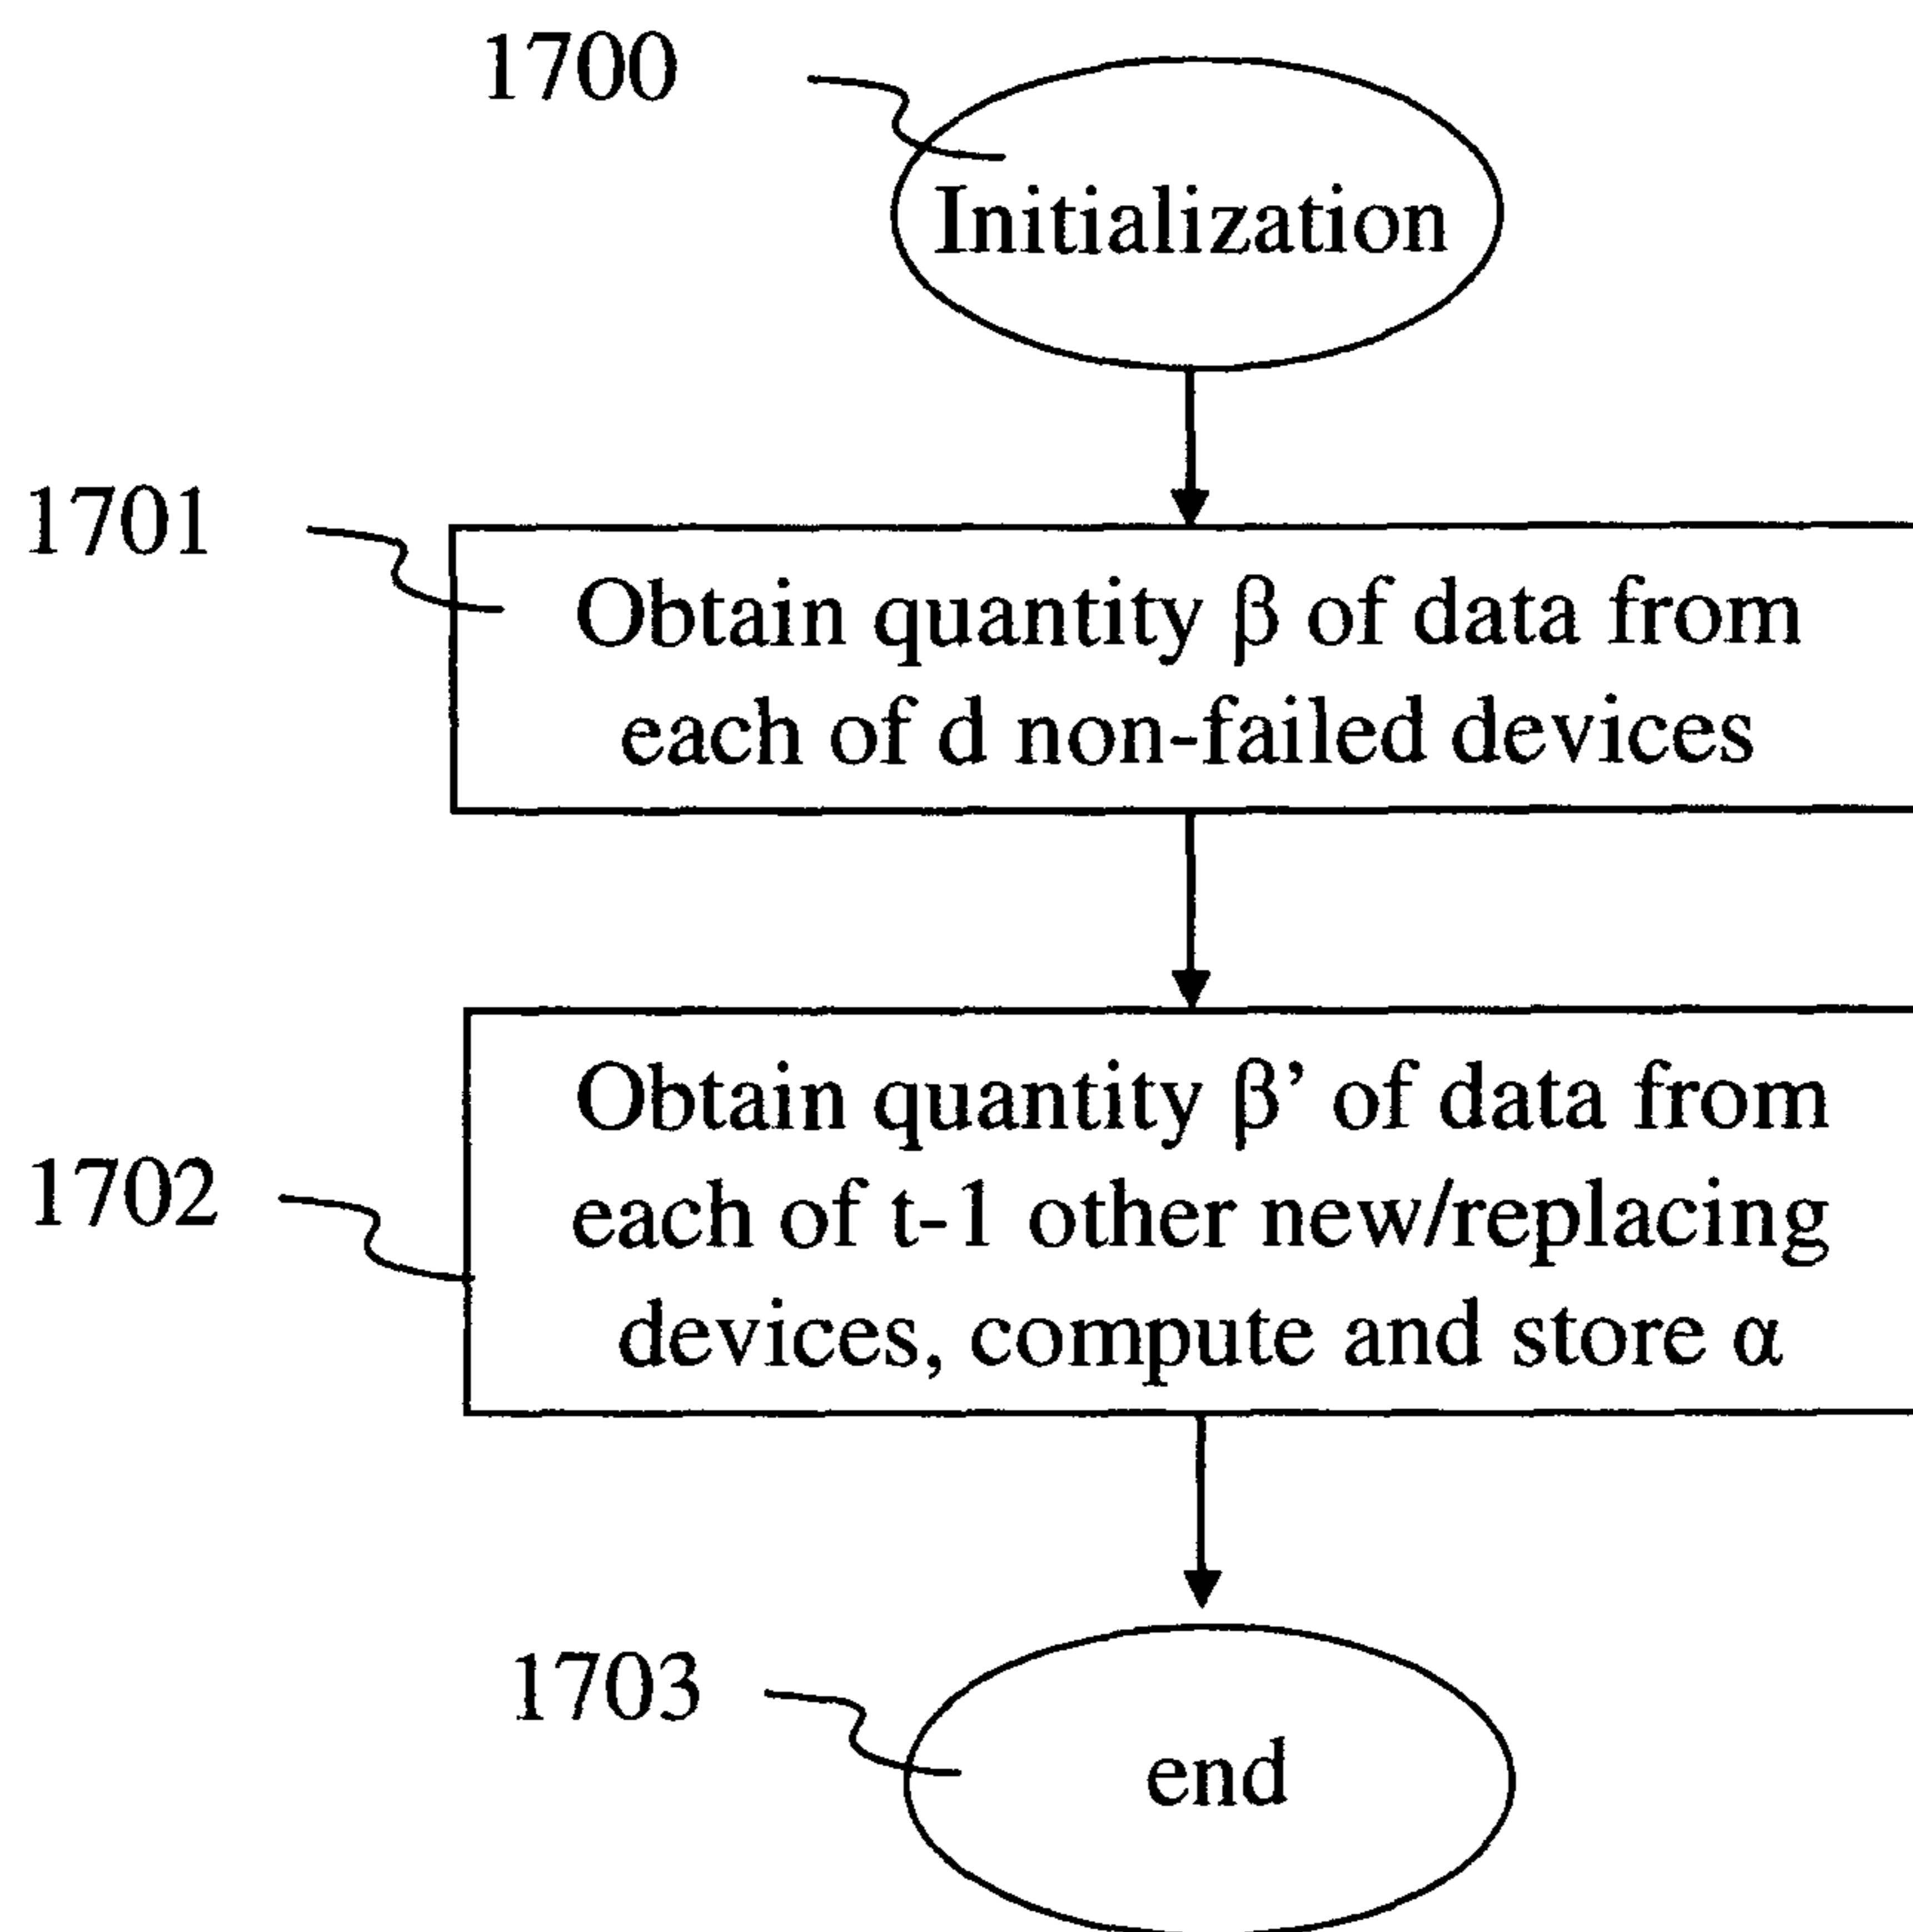 1700
Initialization
1701
Obtain quantity β of data from
each of d non-failed devices
Obtain quantity β’ of data from
1702
each of t-1 other new/replacing
devices, compute and store α
1703
end